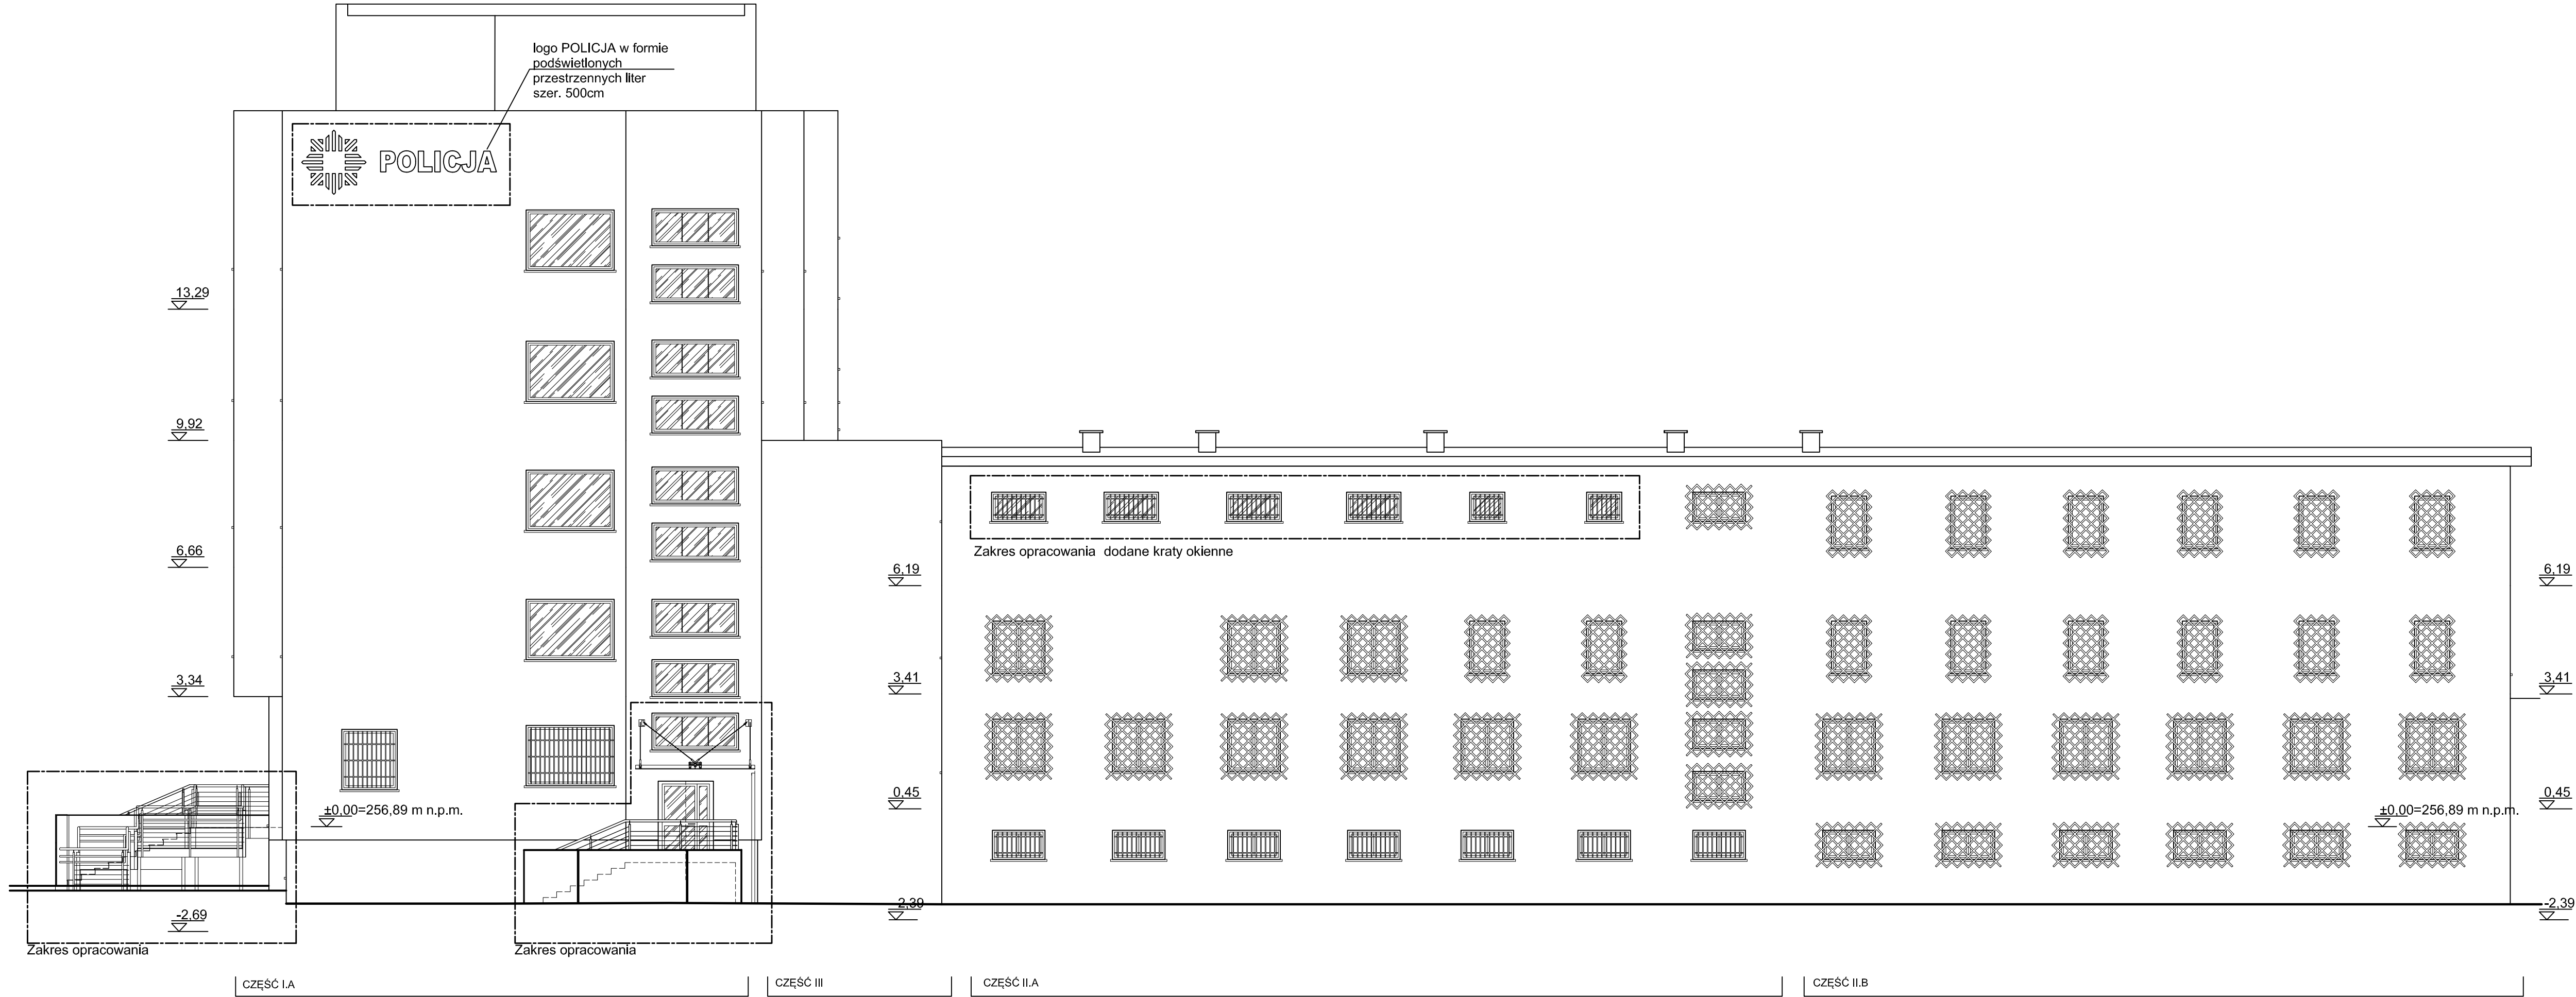 logo POLICJA w formie
podświetlonych
przestrzennych liter
szer. 500cm
POLICJA
13,29
9,92
6,66
3,34
±0,00=256,89 m n.p.m.
-2,69
Zakres opracowania
Zakres opracowania
Zakres opracowania dodane kraty okienne
6,19
3,41
0,45
-2,39
6,19
3,41
0,45
±0,00=256,89 m n.p.m.
-2,39
CZĘŚĆ I.A
CZĘŚĆ III
CZĘŚĆ II.A
CZĘŚĆ II.B